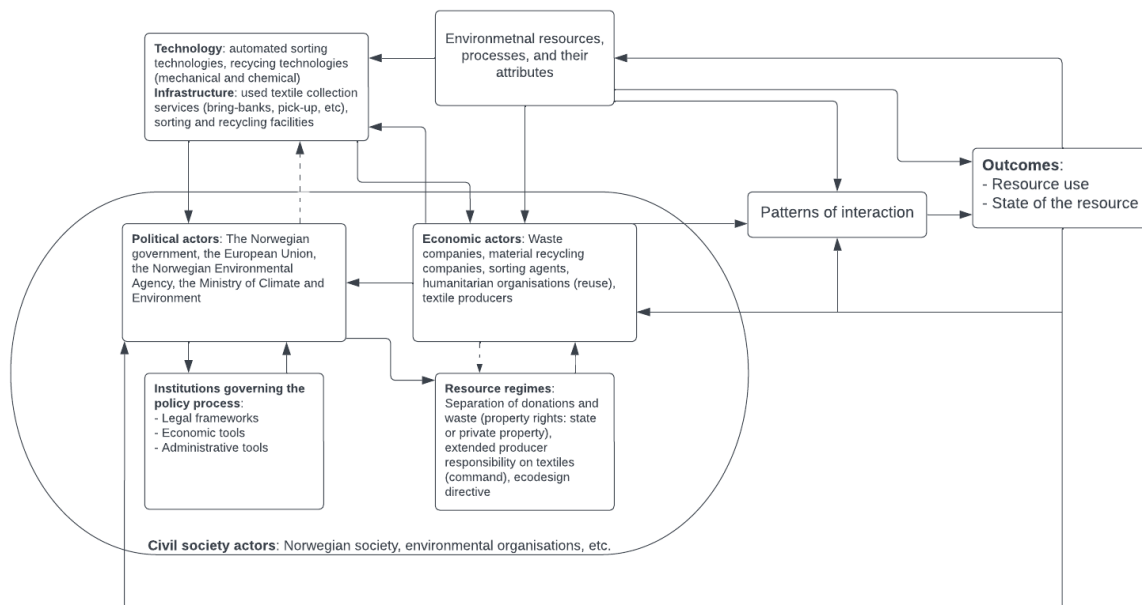 Technology: automated sorting
technologies, recycing technologies
(mechanical and chemical)
Infrastructure: used textile collection
services (bring-banks, pick-up, etc),
sorting and recycling facilities
Environmetnal resources,
processes, and their
attributes
Outcomes:
- Resource use
- State of the resource
Patterns of interaction
Political actors: The Norwegian
government, the European Union,
the Norwegian Environmental
Agency, the Ministry of Climate and
Environment
Economic actors: Waste
companies, material recycling
companies, sorting agents,
humanitarian organisations (reuse),
textile producers
Institutions governing the
policy process:
- Legal frameworks
- Economic tools
- Administrative tools
Resource regimes:
Separation of donations and
waste (property rights: state
or private property),
extended producer
responsibility on textiles
(command), ecodesign
directive
Civil society actors: Norwegian society, environmental organisations, etc.